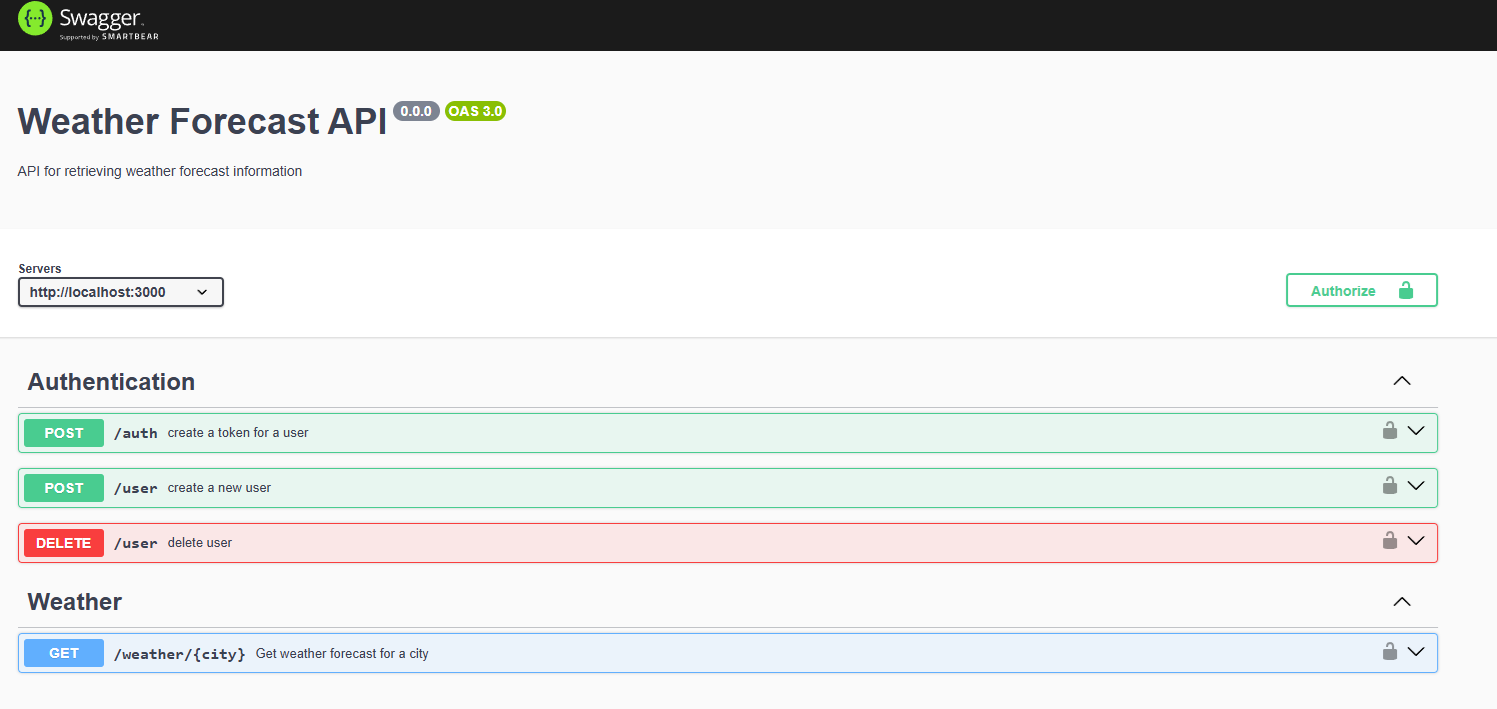 {···} Swagger™
Supported by SMARTBEAR
Weather Forecast API 0.0.0 OAS 3.0
API for retrieving weather forecast information
Servers
http://localhost:3000
Authorize
Authentication
POST /auth create a token for a user
POST /user create a new user
DELETE /user delete user
Weather
GET /weather/{city} Get weather forecast for a city